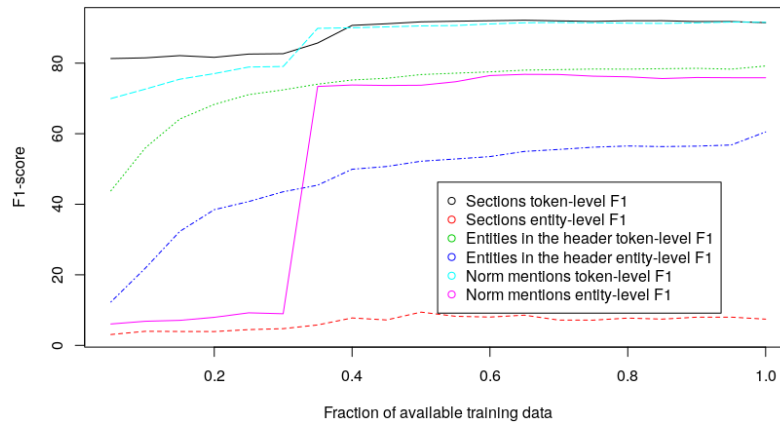 F1-score
80
60
40
20
0
Sections token-level F1
Sections entity-level F1
Entities in the header token-level F1
Entities in the header entity-level F1
Norm mentions token-level F1
Norm mentions entity-level F1
0.2 0.4 0.6 0.8 1.0
Fraction of available training data